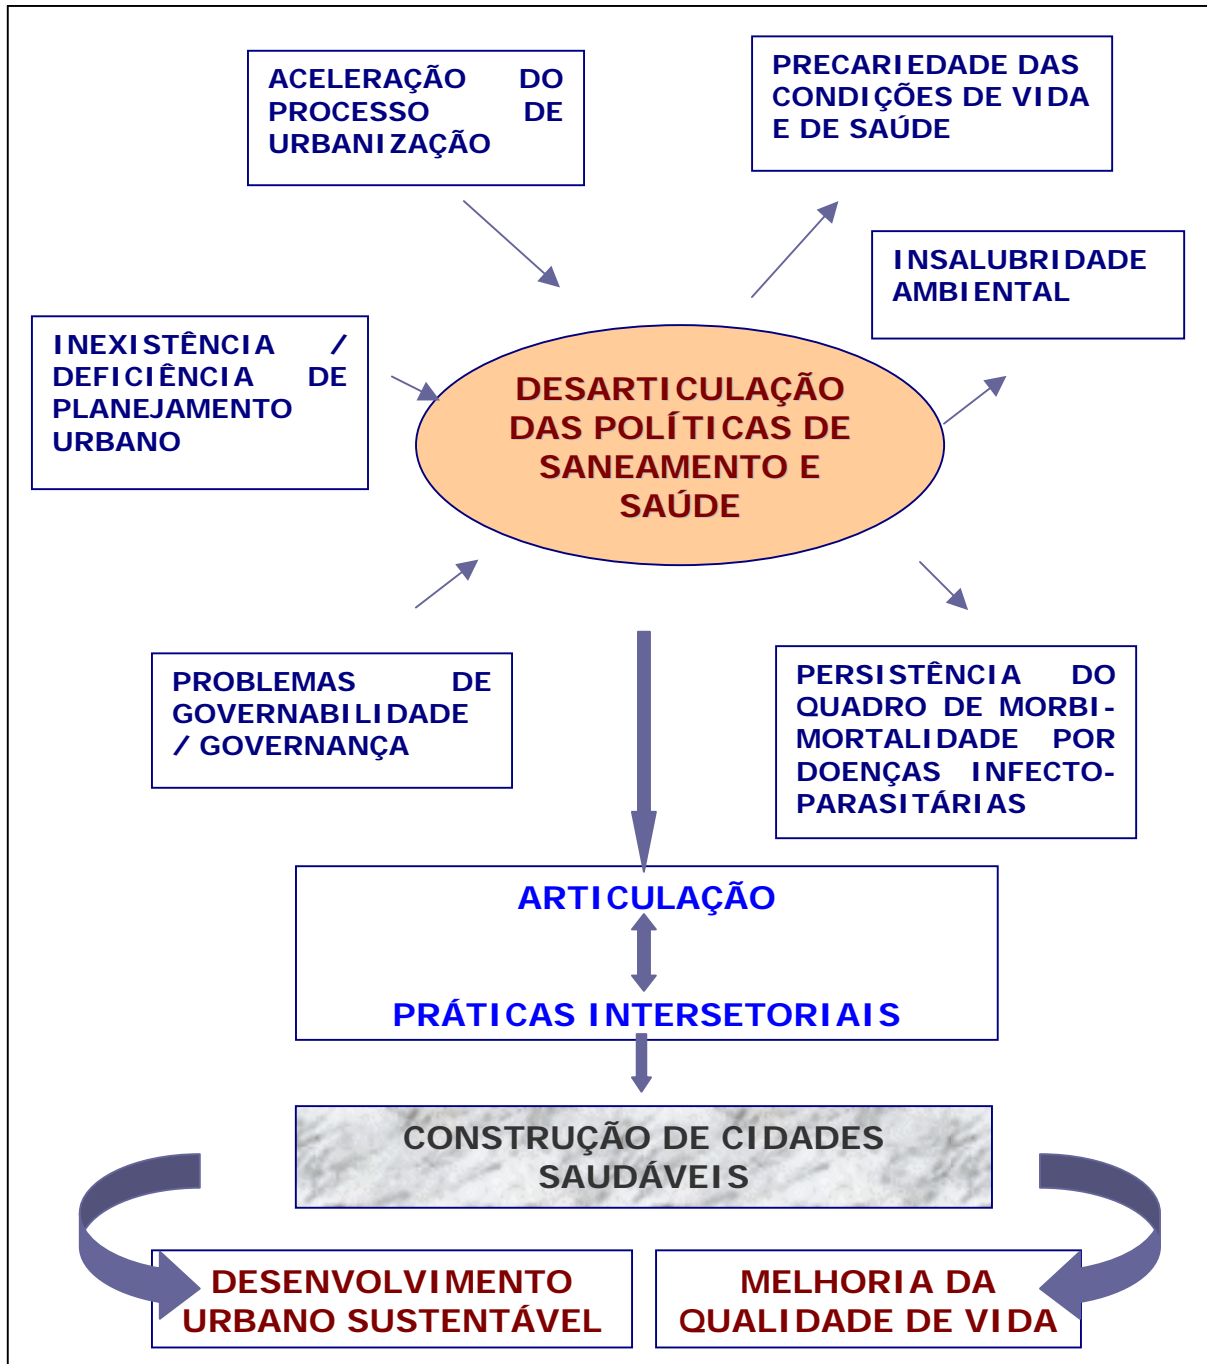 ACELERAÇÃO DO
PROCESSO DE
URBANIZAÇÃO
PRECARIEDADE DAS
CONDIÇÕES DE VIDA
E DE SAÚDE
INSALUBRIDADE
AMBIENTAL
INEXISTÊNCIA /
DEFICIÊNCIA DE
PLANEJAMENTO
URBANO
DESARTICULAÇÃO
DAS POLÍTICAS DE
SANEAMENTO E
SAÚDE
PROBLEMAS DE
GOVERNABILIDADE
/ GOVERNANÇA
PERSISTÊNCIA DO
QUADRO DE MORBI-
MORTALIDADE POR
DOENÇAS INFECTO-
PARASITÁRIAS
ARTICULAÇÃO
PRÁTICAS INTERSETORIAIS
CONSTRUÇÃO DE CIDADES
SAUDÁVEIS
DESENVOLVIMENTO
URBANO SUSTENTÁVEL
MELHORIA DA
QUALIDADE DE VIDA